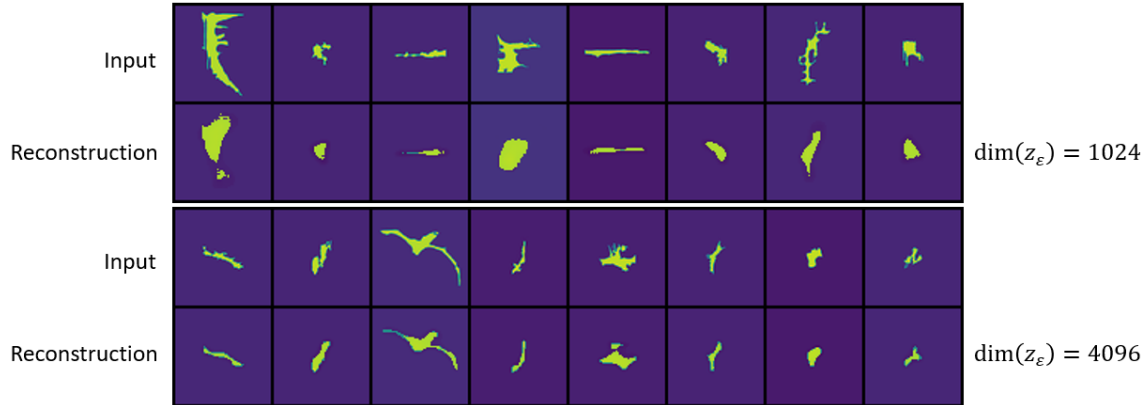 Input
Reconstruction dim(z_ε) = 1024
Input
Reconstruction dim(z_ε) = 4096